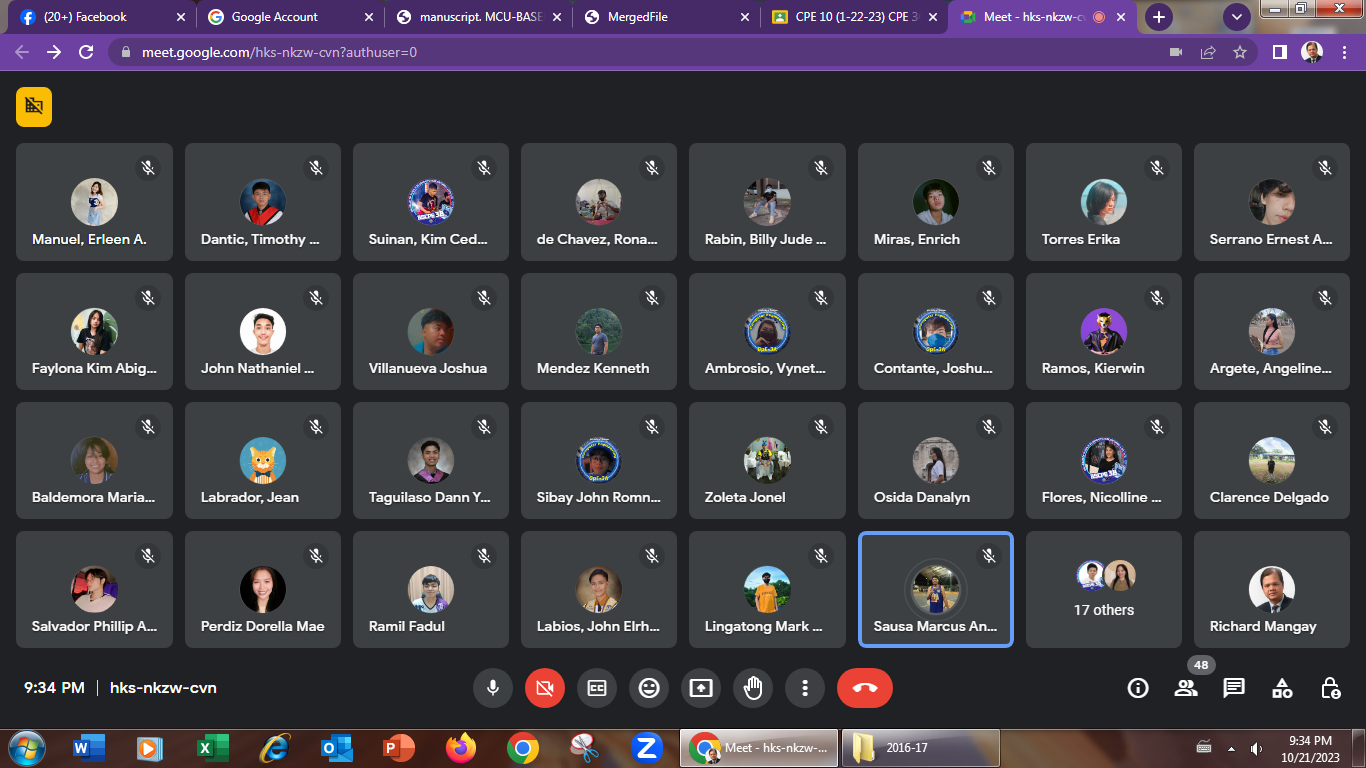 (20+) Facebook
Google Account
manuscript. MCU-BASE
MergedFile
CPE 10 (1-22-23) CPE 3
Meet - hks-nkzw-cv
meet.google.com/hks-nkzw-cvn?authuser=0
Manuel, Erleen A.
Dantic, Timothy ...
Suinan, Kim Ced...
de Chavez, Rona...
Rabin, Billy Jude ...
Miras, Enrich
Torres Erika
Serrano Ernest A...
Faylona Kim Abig...
John Nathaniel ...
Villanueva Joshua
Mendez Kenneth
Ambrosio, Vynet...
Contante, Joshu...
Ramos, Kierwin
Argete, Angeline...
Baldemora Maria...
Labrador, Jean
Taguilaso Dann Y...
Sibay John Romn...
Zoleta Jonel
Osida Danalyn
Flores, Nicolline ...
Clarence Delgado
Salvador Phillip A...
Perdiz Dorella Mae
Ramil Fadul
Labios, John Elrh...
Lingatong Mark ...
Sausa Marcus An...
17 others
Richard Mangay
9:34 PM | hks-nkzw-cvn
48
Meet - hks-nkzw-...
2016-17
9:34 PM
10/21/2023